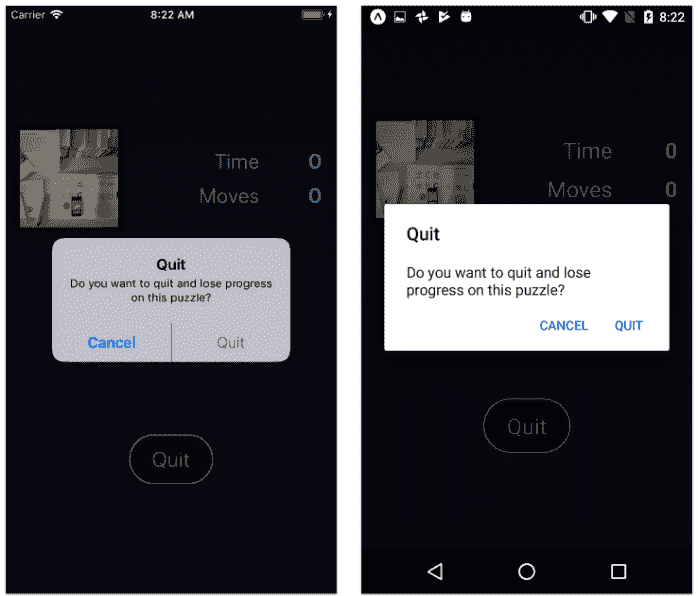 Carrier 8:22 AM
Time 0
Moves 0
Quit
Do you want to quit and lose progress
on this puzzle?
Cancel Quit
Quit
8:22
Time 0
Moves 0
Quit
Do you want to quit and lose
progress on this puzzle?
CANCEL QUIT
Quit